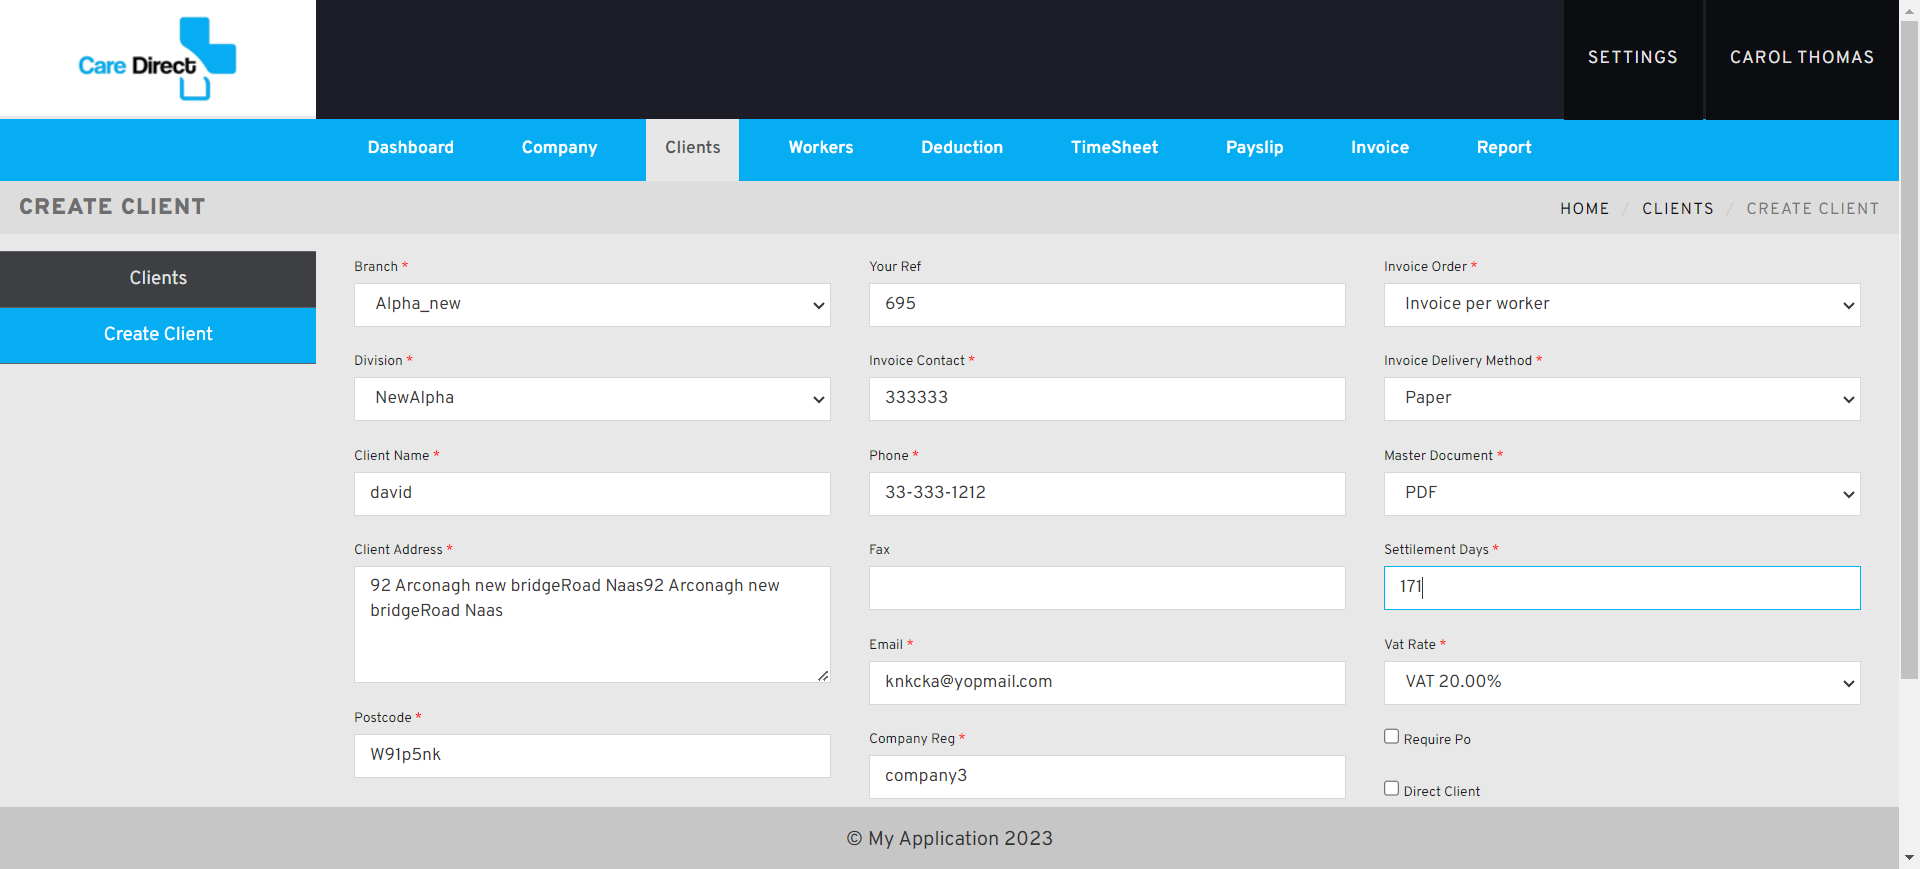 Care Direct
SETTINGS
CAROL THOMAS
Dashboard
Company
Clients
Workers
Deduction
TimeSheet
Payslip
Invoice
Report
CREATE CLIENT
HOME / CLIENTS / CREATE CLIENT
Clients
Create Client
Branch *
Alpha_new
Division *
NewAlpha
Client Name *
david
Client Address *
92 Arconagh new bridgeRoad Naas92 Arconagh new
bridgeRoad Naas
Postcode *
W91p5nk
Your Ref
695
Invoice Contact *
333333
Phone *
33-333-1212
Fax
Email *
knkcka@yopmail.com
Company Reg *
company3
Invoice Order *
Invoice per worker
Invoice Delivery Method *
Paper
Master Document *
PDF
Settilement Days *
171
Vat Rate *
VAT 20.00%
Require Po
Direct Client
© My Application 2023